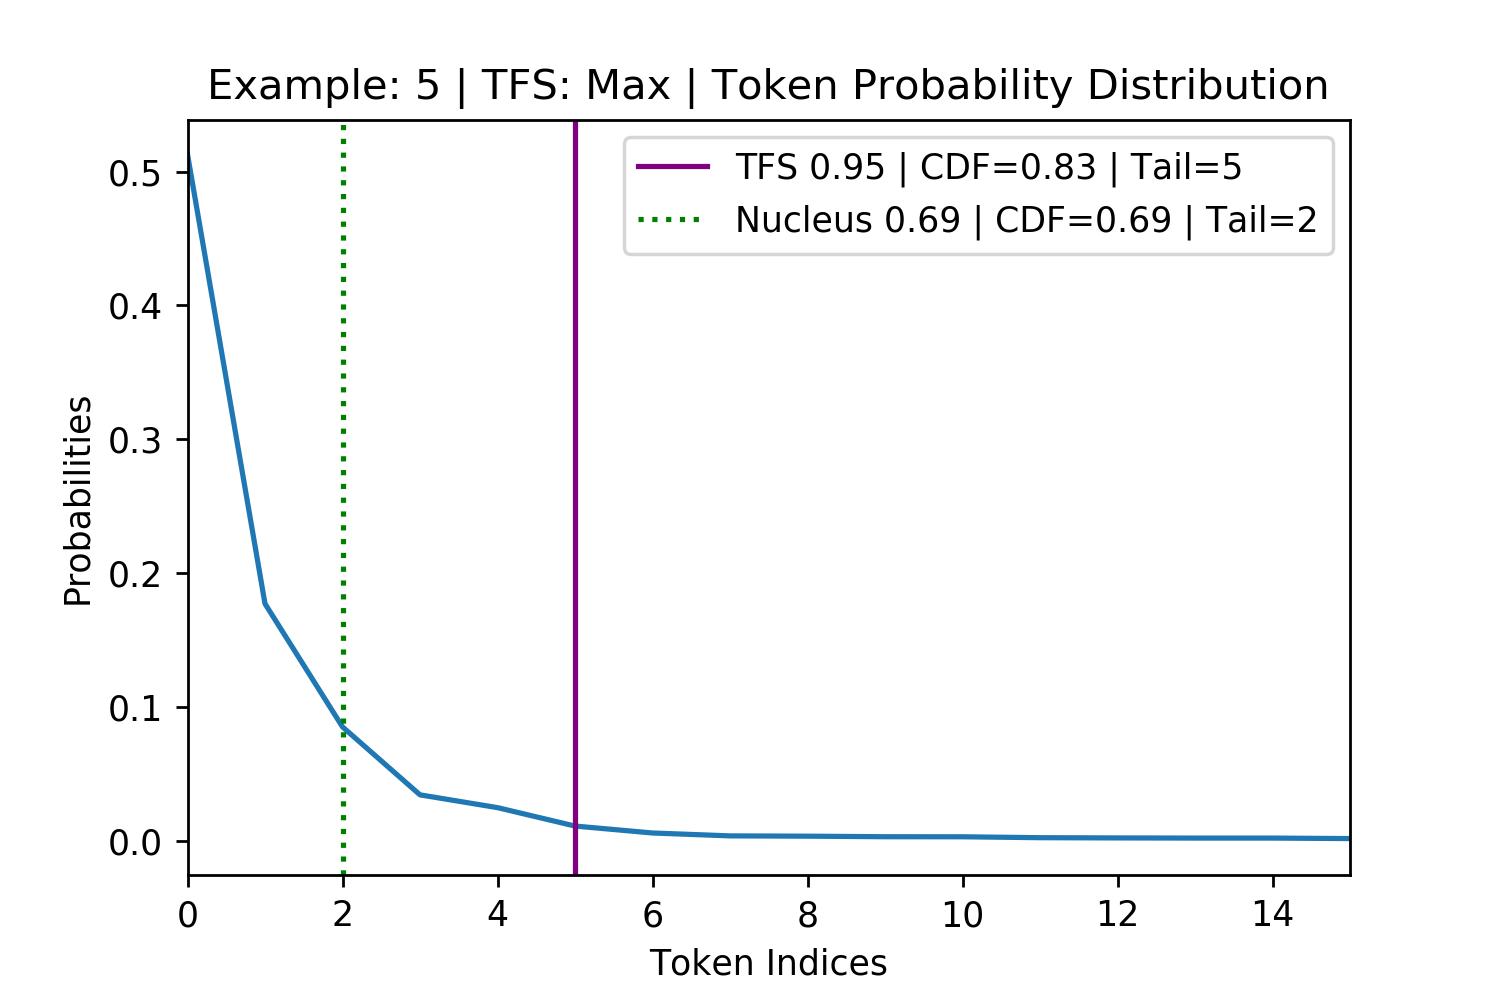 Example: 5 | TFS: Max | Token Probability Distribution
TFS 0.95 | CDF=0.83 | Tail=5
Nucleus 0.69 | CDF=0.69 | Tail=2
Probabilities
0.5
0.4
0.3
0.2
0.1
0.0
0 2 4 6 8 10 12 14
Token Indices